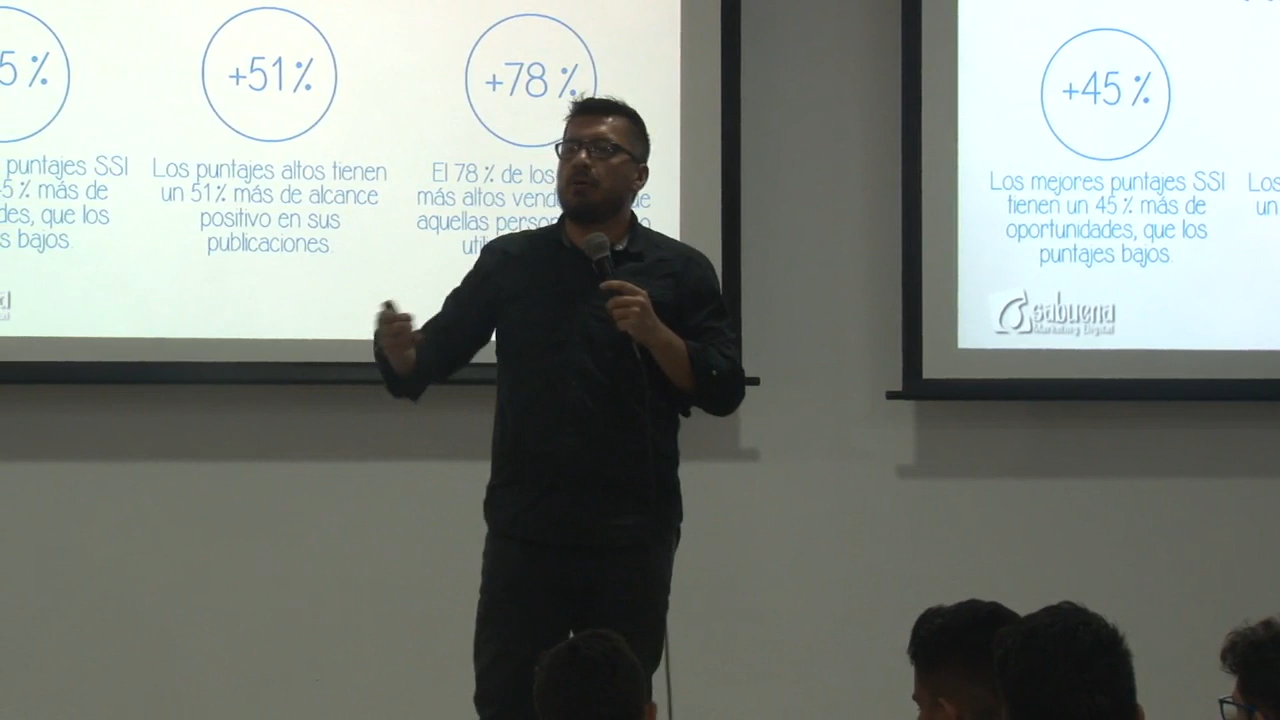 5 %
puntajes SSI
5 % más de
des, que los
s bajos.
+51 %
Los puntajes altos tienen
un 51 % más de alcance
positivo en sus
publicaciones.
+78 %
El 78 % de los
más altos vend
aquellas person
+45 %
Los mejores puntajes SSI
tienen un 45 % más de
oportunidades, que los
puntajes bajos.
sabuena
Marketing Digital
Los
un